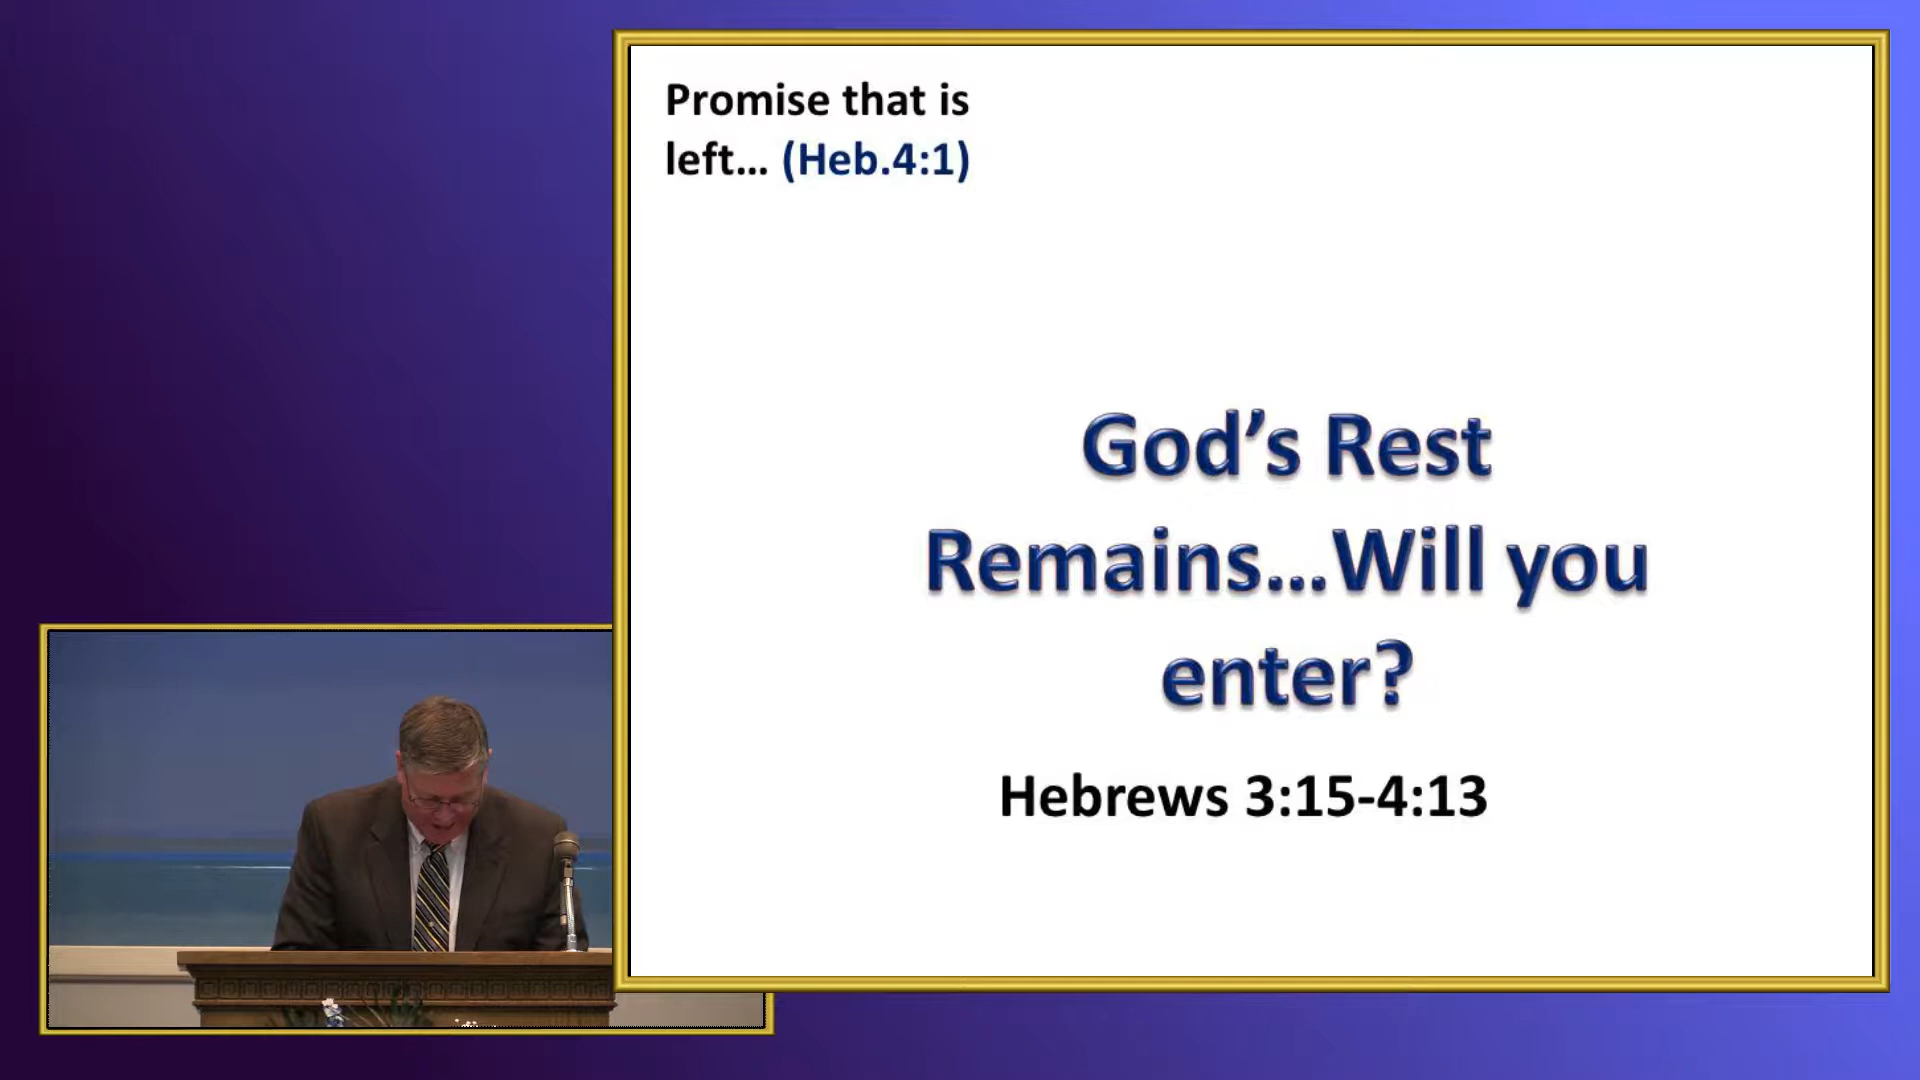 Promise that is
left... (Heb.4:1)
God’s Rest
Remains...Will you
enter?
Hebrews 3:15-4:13